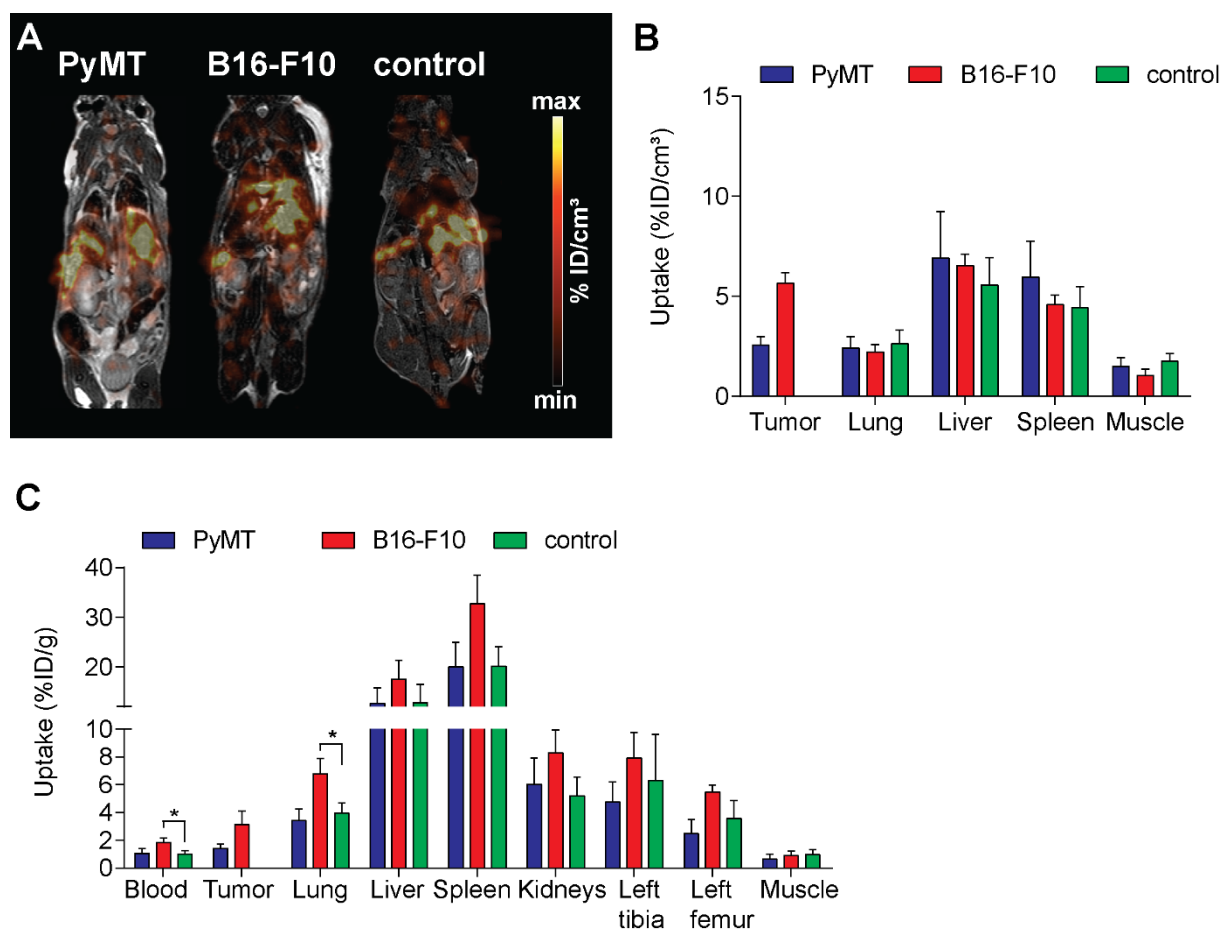 A
PyMT B16-F10 control
max
% ID/cm³
min
B
PyMT B16-F10 control
Uptake (%ID/cm³)
15
10
5
0
Tumor Lung Liver Spleen Muscle
C
PyMT B16-F10 control
Uptake (%ID/g)
40
30
20
10
8
6
4
2
0
* *
Blood Tumor Lung Liver Spleen Kidneys Left Left Muscle
tibia femur